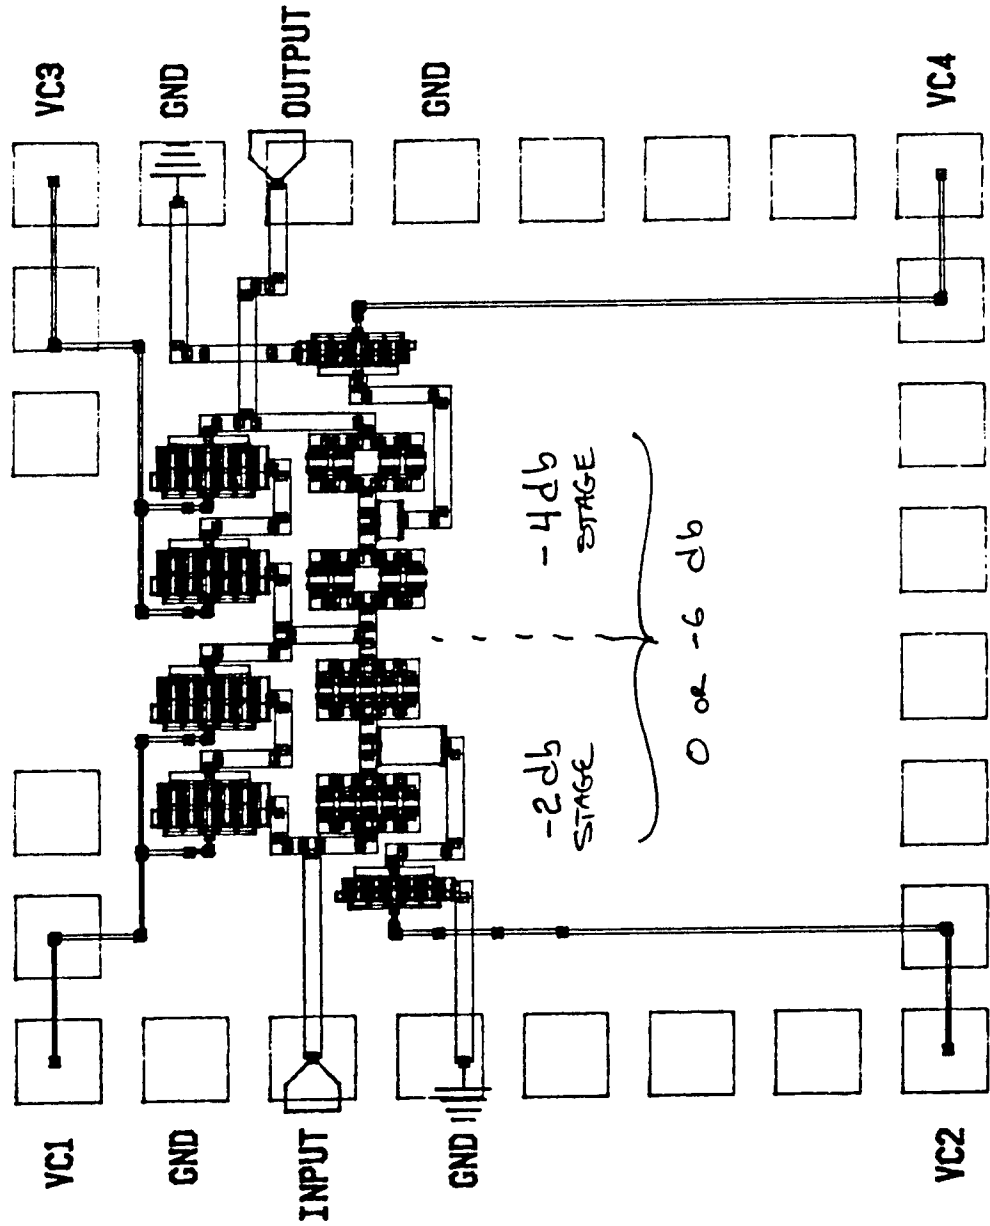 VC3
GND
OUTPUT
GND
VC4
-4db
STAGE
-2db
STAGE
0 OR -6 db
VC1
GND
INPUT
GND
VC2